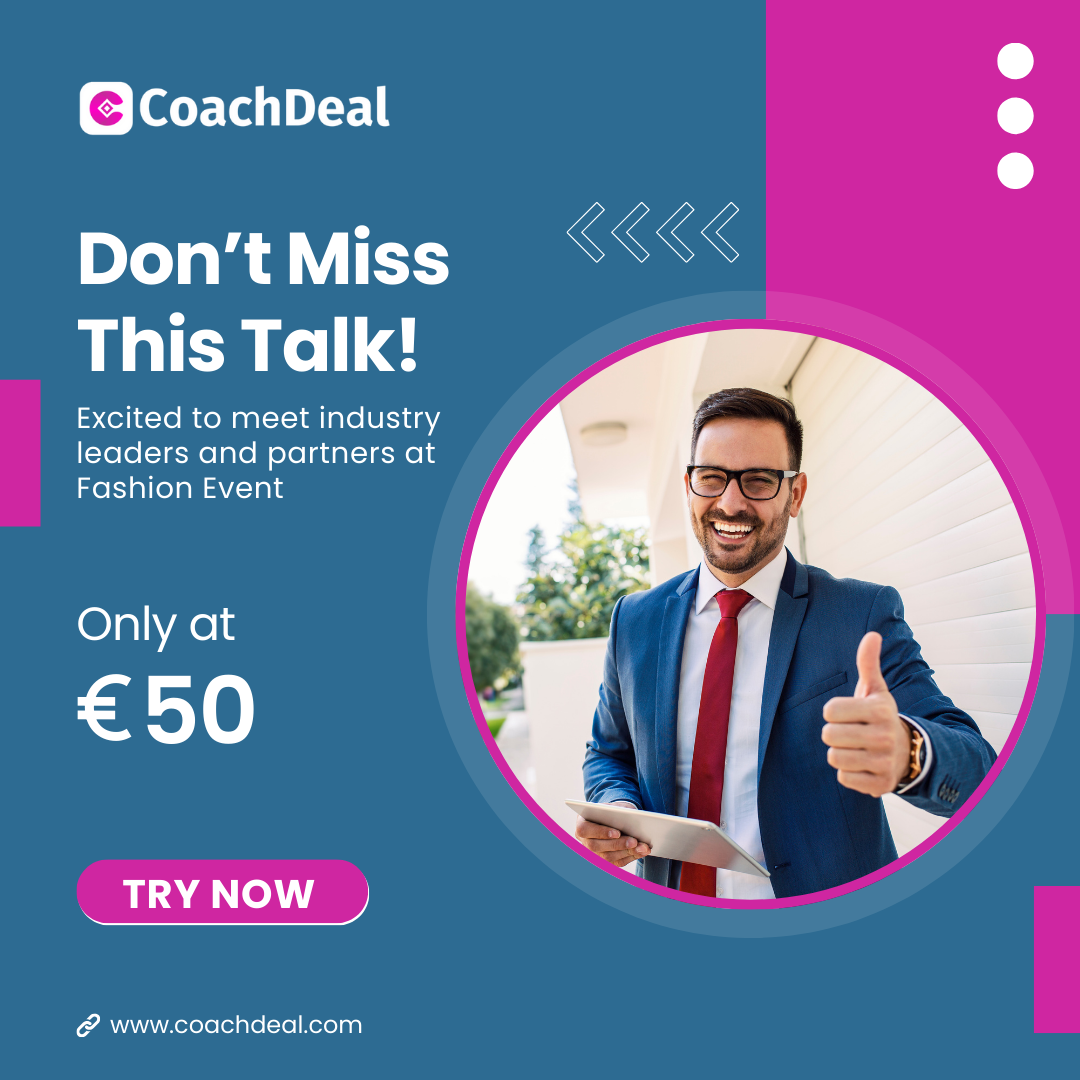 CoachDeal
Don’t Miss
This Talk!
Excited to meet industry
leaders and partners at
Fashion Event
Only at
€50
TRY NOW
www.coachdeal.com